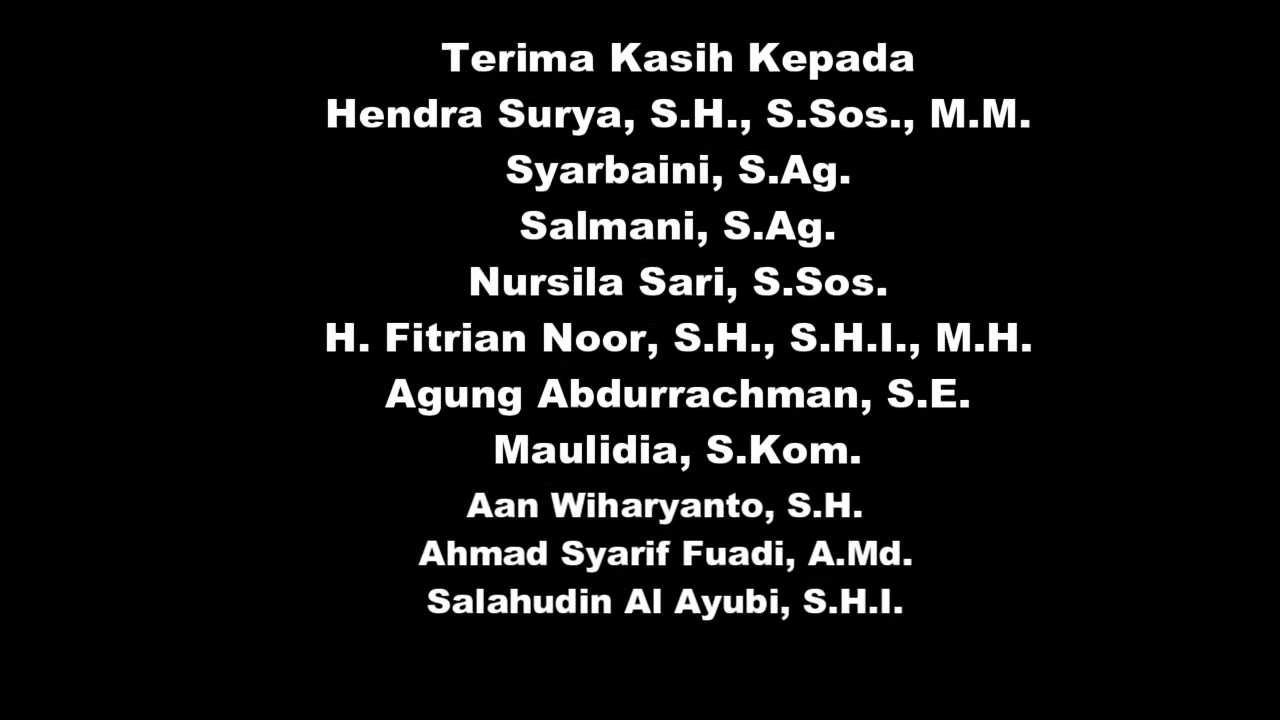 Terima Kasih Kepada
Hendra Surya, S.H., S.Sos., M.M.
Syarbaini, S.Ag.
Salmani, S.Ag.
Nursila Sari, S.Sos.
H. Fitrian Noor, S.H., S.H.I., M.H.
Agung Abdurrachman, S.E.
Maulidia, S.Kom.
Aan Wiharyanto, S.H.
Ahmad Syarif Fuadi, A.Md.
Salahudin Al Ayubi, S.H.I.